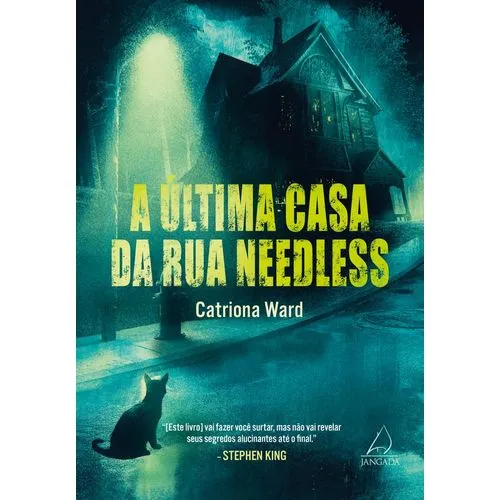 A ÚLTIMA CASA
DA RUA NEEDLESS
Catriona Ward
“[Este livro] vai fazer você surtar, mas não vai revelar
seus segredos alucinantes até o final.”
– STEPHEN KING
JANGADA